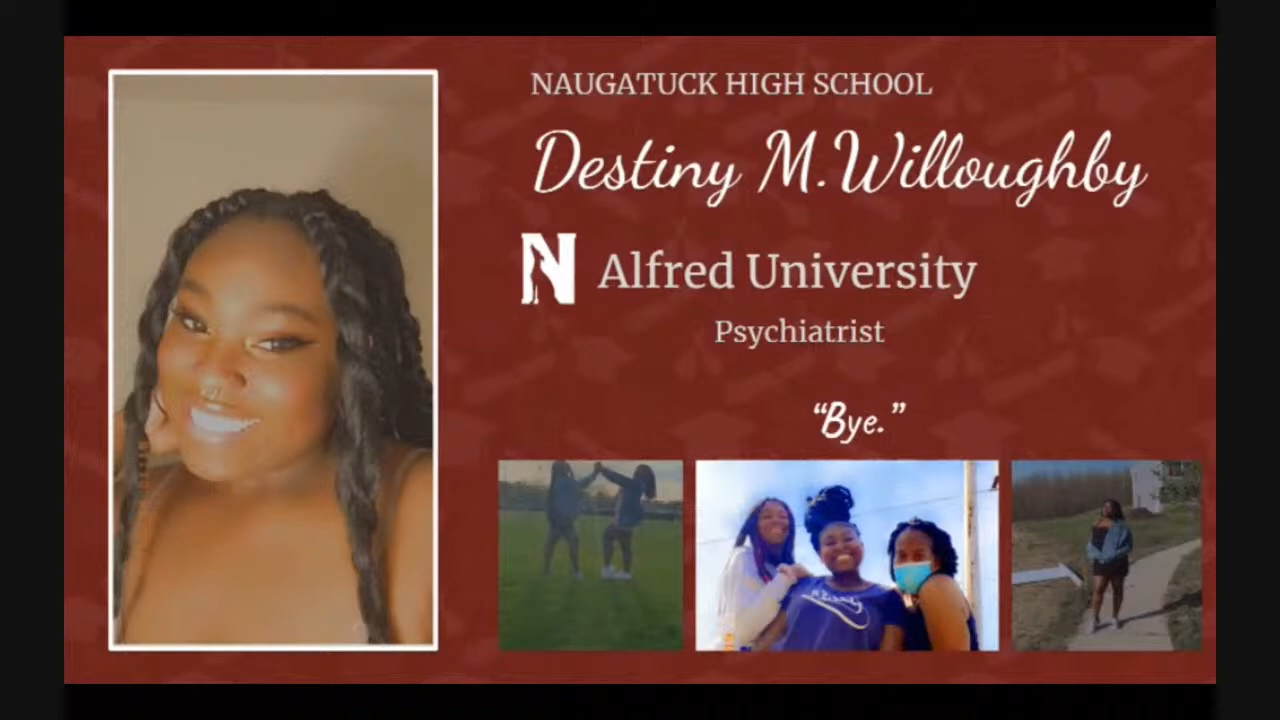 NAUGATUCK HIGH SCHOOL
Destiny M. Willoughby
N Alfred University
Psychiatrist
“Bye.”